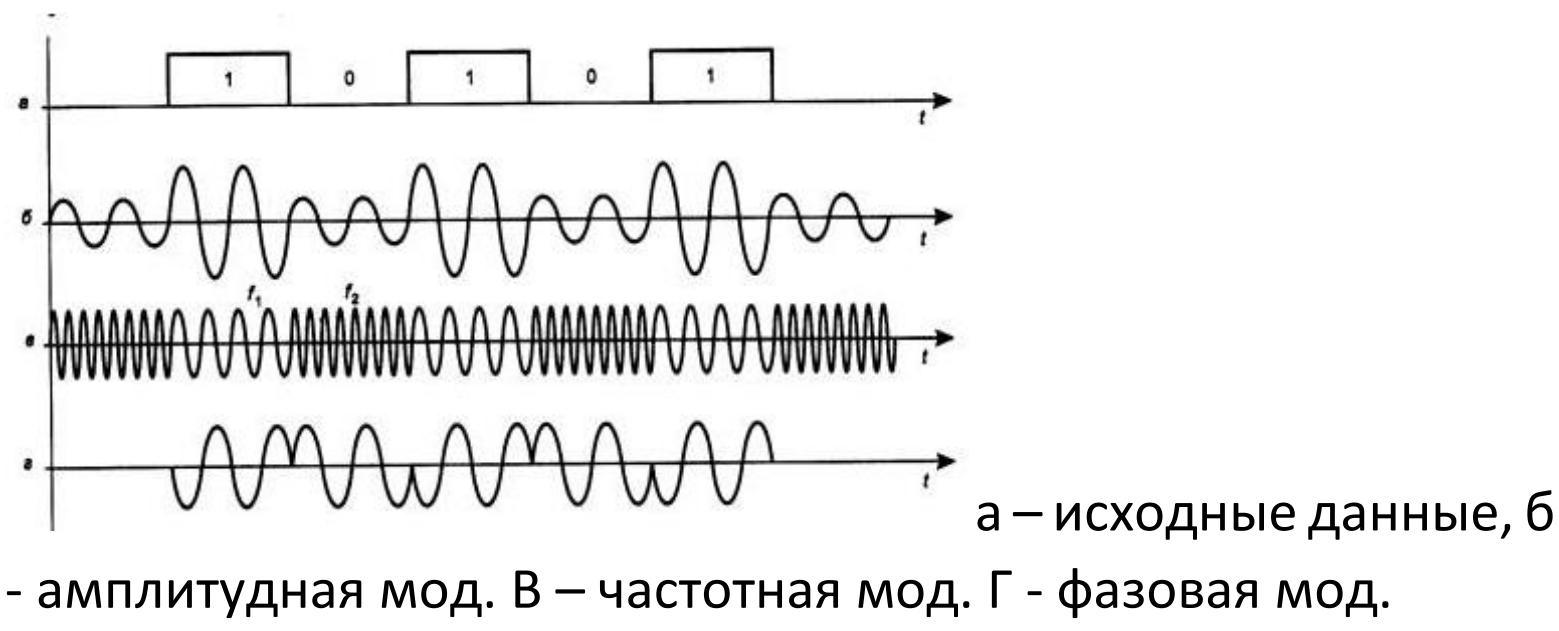 1 0 1 0 1
а
t
б
t
f₁ f₂
в
t
г
t
а – исходные данные, б
- амплитудная мод. В – частотная мод. Г - фазовая мод.